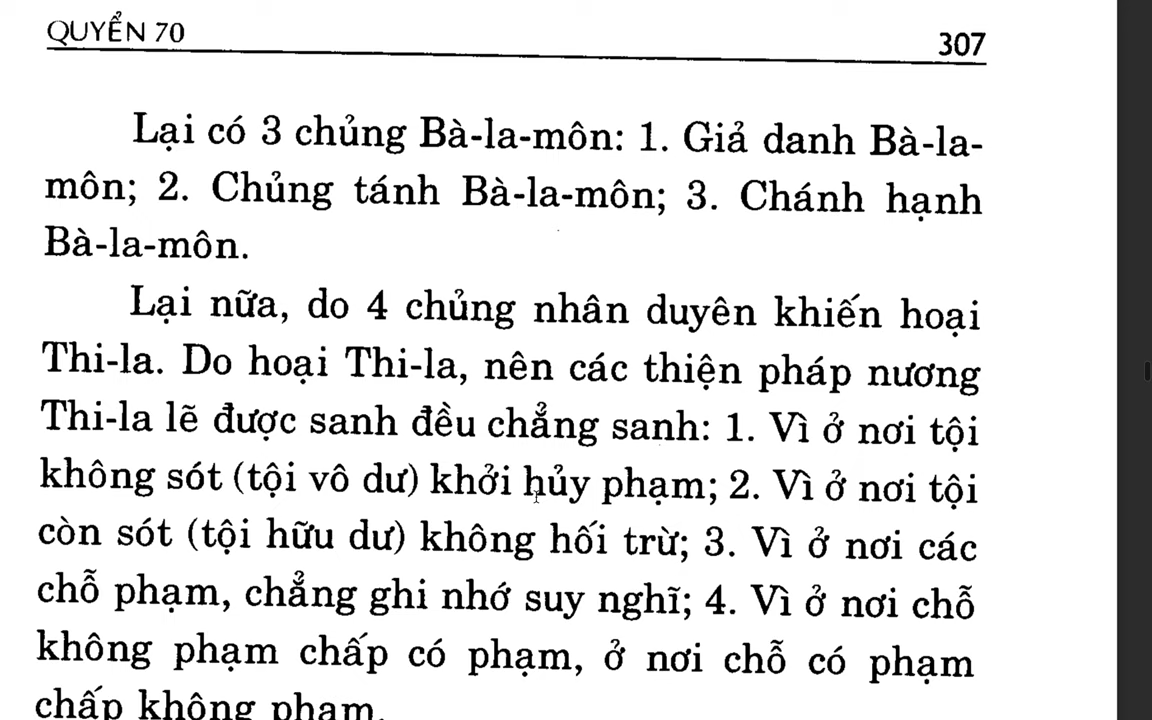 QUYỂN 70
307
Lại có 3 chủng Bà-la-môn: 1. Giả danh Bà-la-
môn; 2. Chủng tánh Bà-la-môn; 3. Chánh hạnh
Bà-la-môn.
Lại nữa, do 4 chủng nhân duyên khiến hoại
Thi-la. Do hoại Thi-la, nên các thiện pháp nương
Thi-la lẽ được sanh đều chẳng sanh: 1. Vì ở nơi tội
không sót (tội vô dư) khởi hủy phạm; 2. Vì ở nơi tội
còn sót (tội hữu dư) không hối trừ; 3. Vì ở nơi các
chỗ phạm, chẳng ghi nhớ suy nghĩ; 4. Vì ở nơi chỗ
không phạm chấp có phạm, ở nơi chỗ có phạm
chấp không phạm.